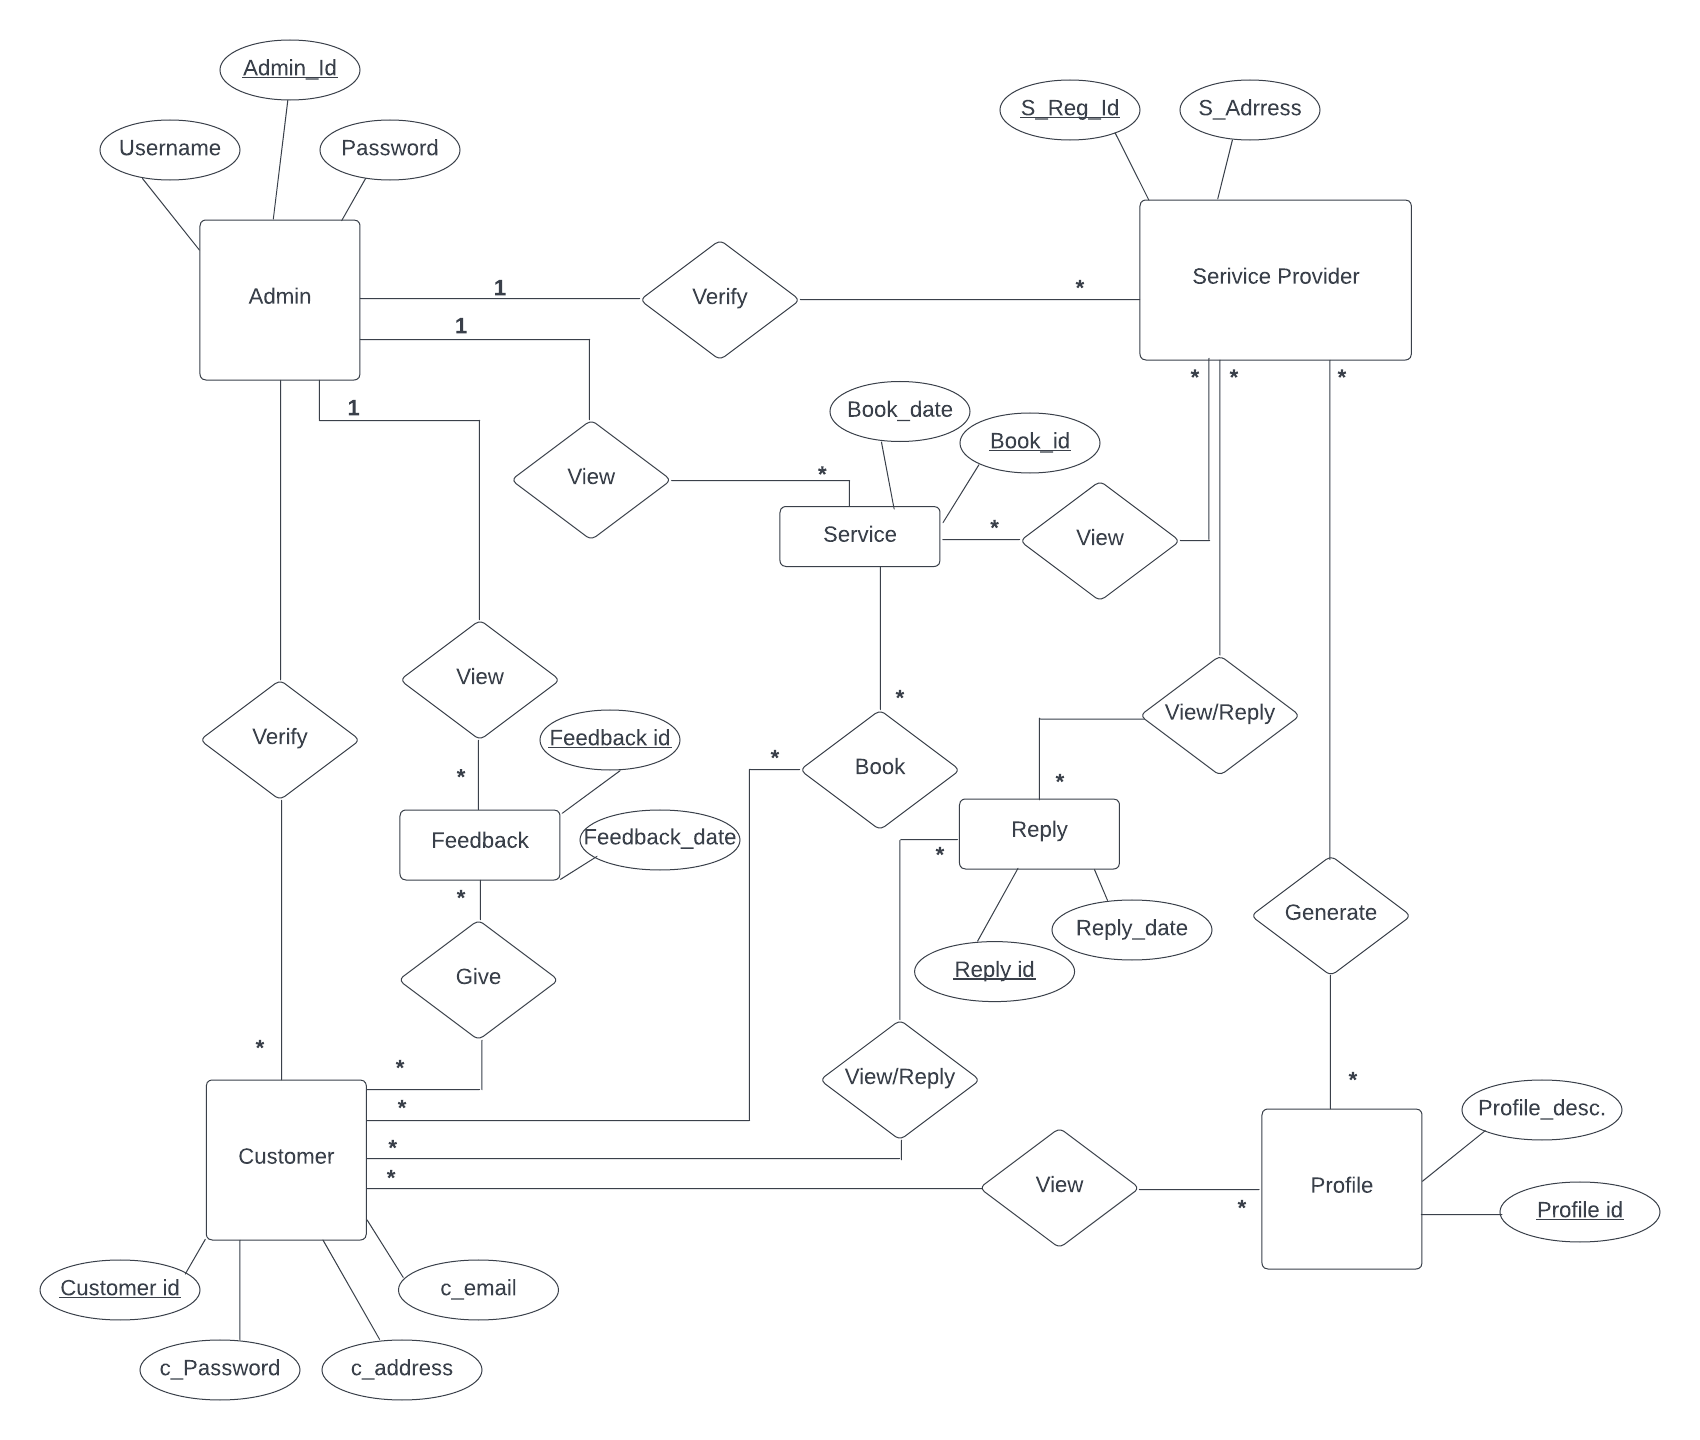 Admin_Id
S_Reg_Id
S_Adrress
Username
Password
Serivice Provider
Admin
1
Verify
*
1
*
*
*
1
Book_date
Book_id
View
*
Service
*
View
View
*
View/Reply
Verify
Feedback id
*
*
Book
*
Feedback
Feedback_date
Reply
*
*
Generate
Reply_date
Give
Reply id
*
*
View/Reply
*
*
Profile_desc.
*
Customer
*
View
*
Profile
Profile id
Customer id
c_email
c_Password
c_address